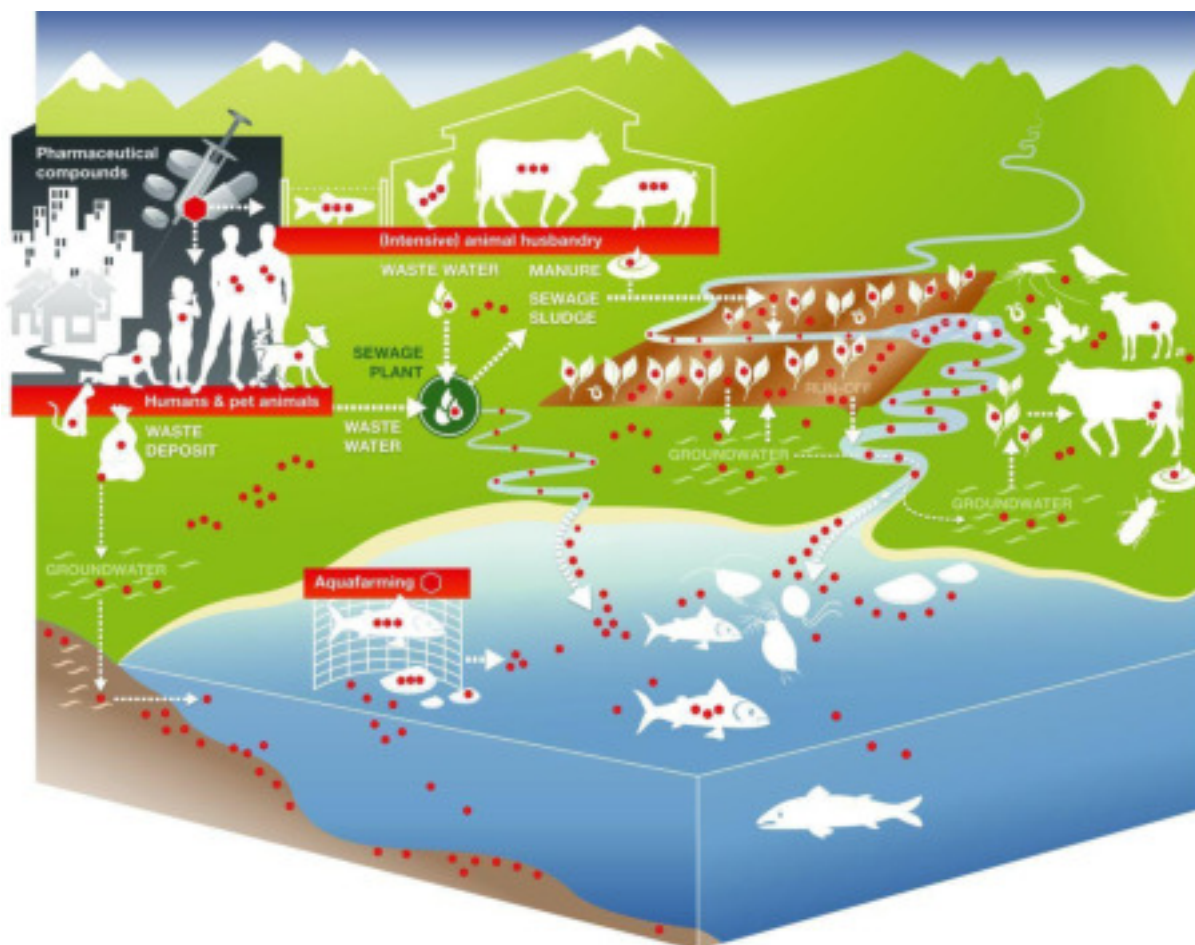 Pharmaceutical
compounds
(Intensive) animal husbandry
WASTE WATER
MANURE
SEWAGE
SLUDGE
SEWAGE
PLANT
Humans & pet animals
WASTE
DEPOSIT
WASTE
WATER
RUN-OFF
GROUNDWATER
GROUNDWATER
GROUNDWATER
Aquafarming